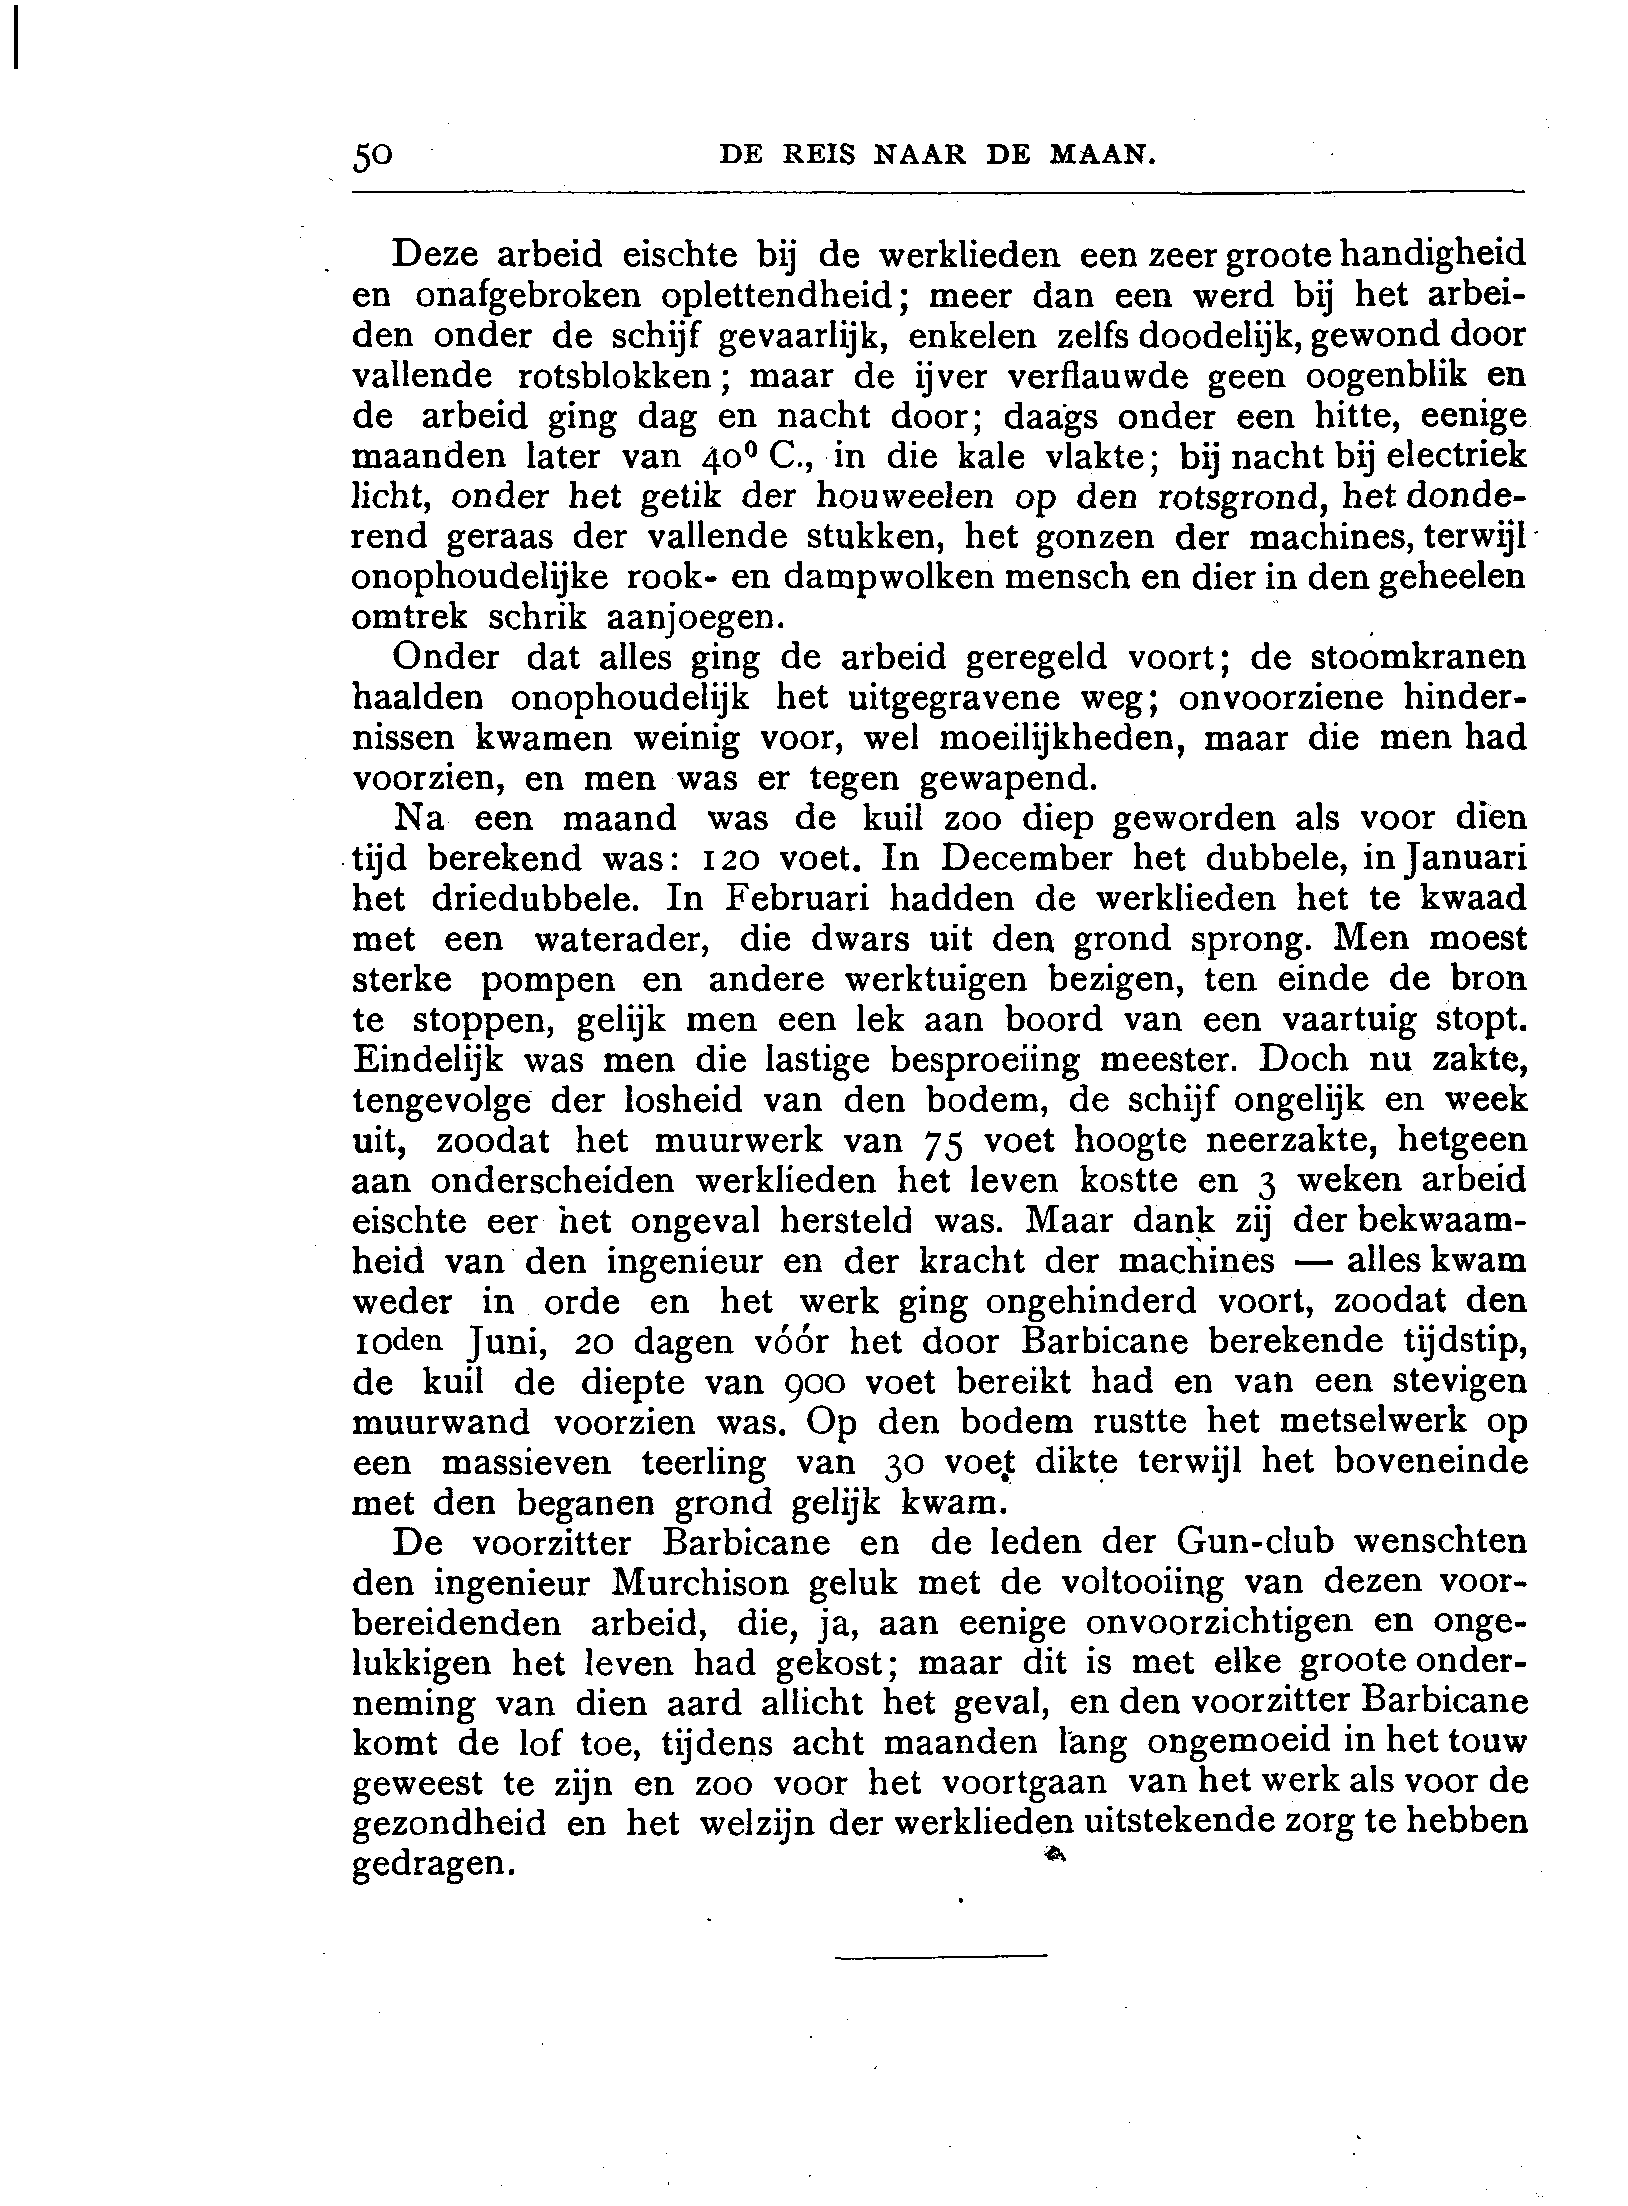 50 DE REIS NAAR DE MAAN.
Deze arbeid eischte bij de werklieden een zeer groote handigheid
en onafgebroken oplettendheid; meer dan een werd bij het arbei-
den onder de schijf gevaarlijk, enkelen zelfs doodelijk, gewond door
vallende rotsblokken; maar de ijver verflauwde geen oogenblik en
de arbeid ging dag en nacht door; daags onder een hitte, eenige
maanden later van 40⁰ C., in die kale vlakte; bij nacht bij electriek
licht, onder het getik der houweelen op den rotsgrond, het donde-
rend geraas der vallende stukken, het gonzen der machines, terwijl
onophoudelijke rook- en dampwolken mensch en dier in den geheelen
omtrek schrik aanjoegen.
Onder dat alles ging de arbeid geregeld voort; de stoomkranen
haalden onophoudelijk het uitgegravene weg; onvoorziene hinder-
nissen kwamen weinig voor, wel moeilijkheden, maar die men had
voorzien, en men was er tegen gewapend.
Na een maand was de kuil zoo diep geworden als voor dien
tijd berekend was: 120 voet. In December het dubbele, in Januari
het driedubbele. In Februari hadden de werklieden het te kwaad
met een waterader, die dwars uit den grond sprong. Men moest
sterke pompen en andere werktuigen bezigen, ten einde de bron
te stoppen, gelijk men een lek aan boord van een vaartuig stopt.
Eindelijk was men die lastige besproeiing meester. Doch nu zakte,
tengevolge der losheid van den bodem, de schijf ongelijk en week
uit, zoodat het muurwerk van 75 voet hoogte neerzakte, hetgeen
aan onderscheiden werklieden het leven kostte en 3 weken arbeid
eischte eer het ongeval hersteld was. Maar dank zij der bekwaam-
heid van den ingenieur en der kracht der machines — alles kwam
weder in orde en het werk ging ongehinderd voort, zoodat den
10den Juni, 20 dagen vóór het door Barbicane berekende tijdstip,
de kuil de diepte van 900 voet bereikt had en van een stevigen
muurwand voorzien was. Op den bodem rustte het metselwerk op
een massieven teerling van 30 voet dikte terwijl het boveneinde
met den beganen grond gelijk kwam.
De voorzitter Barbicane en de leden der Gun-club wenschten
den ingenieur Murchison geluk met de voltooiing van dezen voor-
bereidenden arbeid, die, ja, aan eenige onvoorzichtigen en onge-
lukkigen het leven had gekost; maar dit is met elke groote onder-
neming van dien aard allicht het geval, en den voorzitter Barbicane
komt de lof toe, tijdens acht maanden lang ongemoeid in het touw
geweest te zijn en zoo voor het voortgaan van het werk als voor de
gezondheid en het welzijn der werklieden uitstekende zorg te hebben
gedragen.